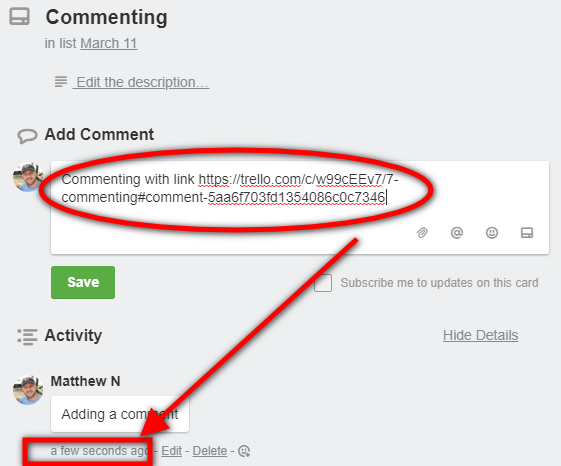 Commenting
in list March 11
Edit the description…
Add Comment
Commenting with link https://trello.com/c/w99cEEv7/7-
commenting#comment-5aa6f703fd1354086c0c7346
Save
Subscribe me to updates on this card
Activity
Hide Details
Matthew N
Adding a comment
a few seconds ago - Edit - Delete -